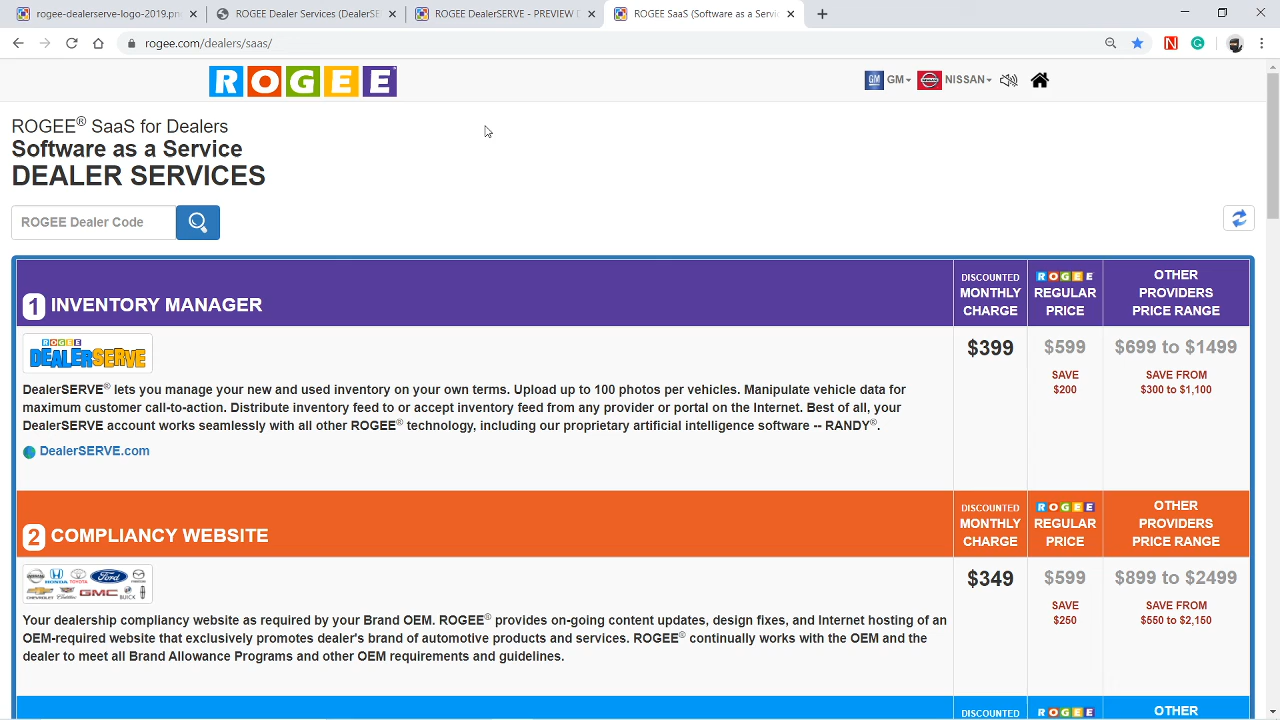 rogee-dealerserve-logo-2019.pn
ROGEE Dealer Services (DealerSE
ROGEE DealerSERVE - PREVIEW D
ROGEE SaaS (Software as a Servic
rogee.com/dealers/saas/
ROGEE
GM
NISSAN
ROGEE® SaaS for Dealers
Software as a Service
DEALER SERVICES
ROGEE Dealer Code
1 INVENTORY MANAGER
DISCOUNTED
MONTHLY
CHARGE
ROGEE
REGULAR
PRICE
OTHER
PROVIDERS
PRICE RANGE
ROGEE
DEALERSERVE
$399
$599
SAVE
$200
$699 to $1499
SAVE FROM
$300 to $1,100
DealerSERVE® lets you manage your new and used inventory on your own terms. Upload up to 100 photos per vehicles. Manipulate vehicle data for
maximum customer call-to-action. Distribute inventory feed to or accept inventory feed from any provider or portal on the Internet. Best of all, your
DealerSERVE account works seamlessly with all other ROGEE® technology, including our proprietary artificial intelligence software -- RANDY®.
DealerSERVE.com
2 COMPLIANCY WEBSITE
DISCOUNTED
MONTHLY
CHARGE
ROGEE
REGULAR
PRICE
OTHER
PROVIDERS
PRICE RANGE
HONDA
TOYOTA
Ford
CHEVROLET
Cadillac
GMC
BUICK
$349
$599
SAVE
$250
$899 to $2499
SAVE FROM
$550 to $2,150
Your dealership compliancy website as required by your Brand OEM. ROGEE® provides on-going content updates, design fixes, and Internet hosting of an
OEM-required website that exclusively promotes dealer's brand of automotive products and services. ROGEE® continually works with the OEM and the
dealer to meet all Brand Allowance Programs and other OEM requirements and guidelines.
DISCOUNTED
ROGEE
OTHER